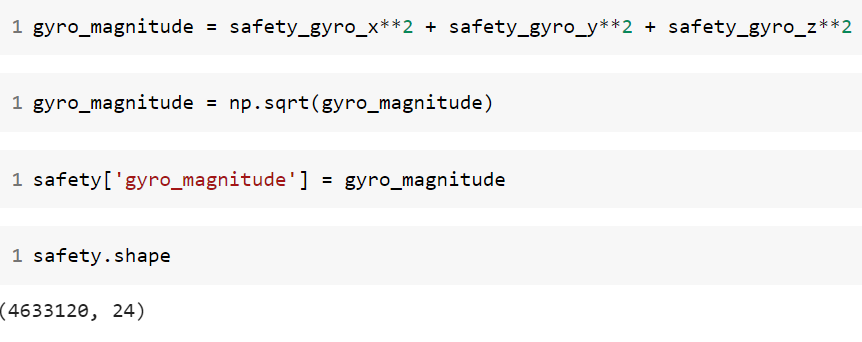 1 gyro_magnitude = safety_gyro_x**2 + safety_gyro_y**2 + safety_gyro_z**2
1 gyro_magnitude = np.sqrt(gyro_magnitude)
1 safety['gyro_magnitude'] = gyro_magnitude
1 safety.shape
(4633120, 24)